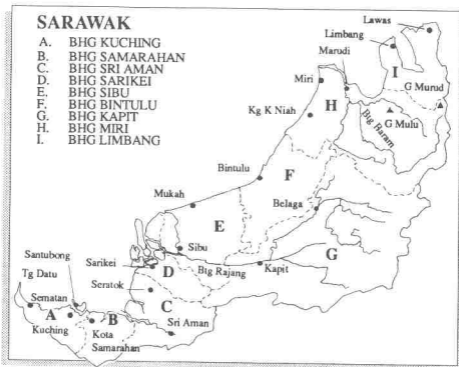 SARAWAK
A. BHG KUCHING
B. BHG SAMARAHAN
C. BHG SRI AMAN
D. BHG SARIKEI
E. BHG SIBU
F. BHG BINTULU
G. BHG KAPIT
H. BHG MIRI
I. BHG LIMBANG
Lawas
Limbang
Marudi
I
G Murud
Miri
H
Kg K Niah
Btg Baram
G Mulu
Bintulu
F
Belaga
Mukah
E
Sibu
G
Santubong
Sarikei
D
Btg Rajang
Kapit
Tg Datu
Seratok
Sematan
C
A
B
Kuching
Kota
Samarahan
Sri Aman